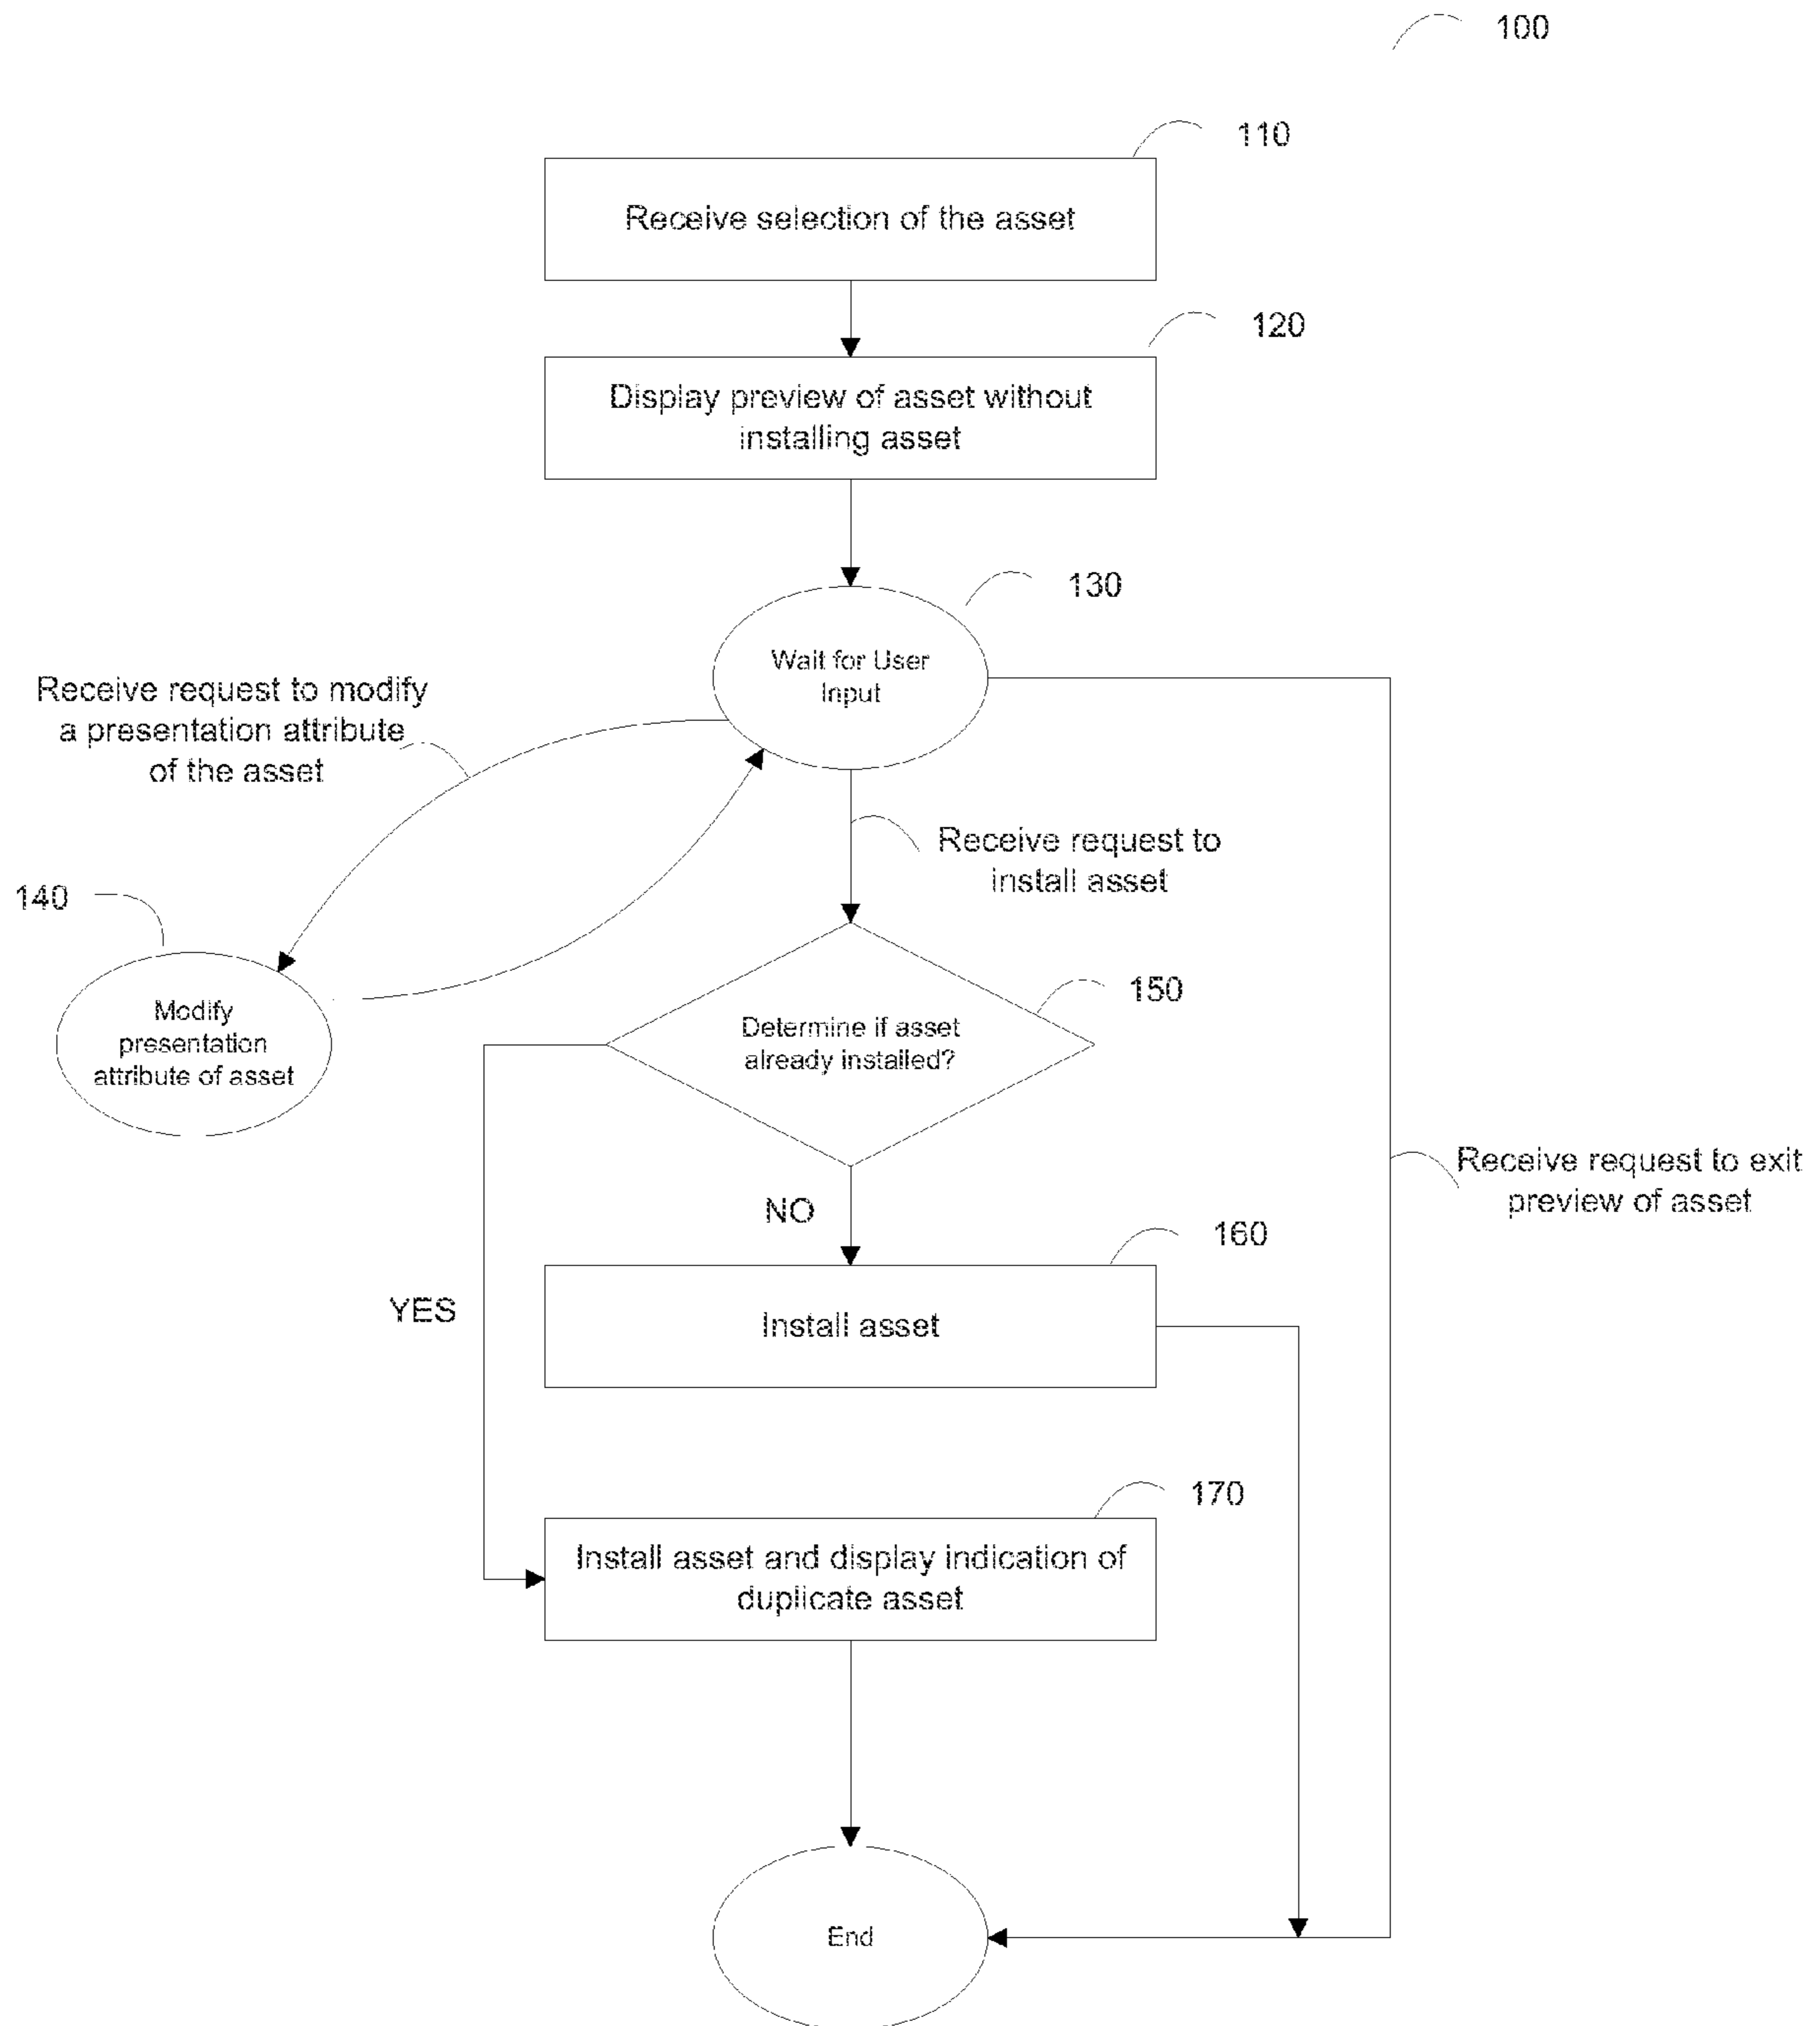 100
110
Receive selection of the asset
120
Display preview of asset without
installing asset
130
Wait for User
Input
Receive request to modify
a presentation attribute
of the asset
Receive request to
install asset
140
Modify
presentation
attribute of asset
150
Determine if asset
already installed?
Receive request to exit
preview of asset
NO
160
YES
Install asset
170
Install asset and display indication of
duplicate asset
End